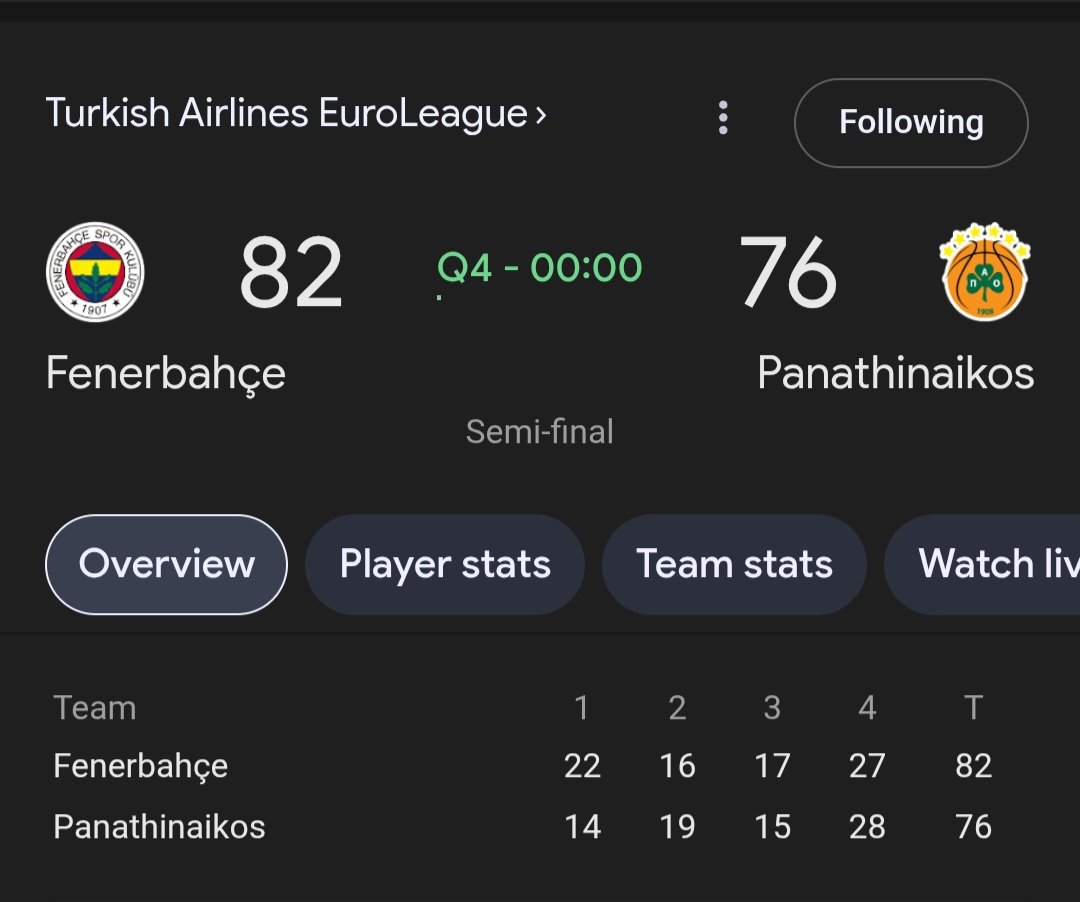 Turkish Airlines EuroLeague ›
Following
FENERBAHÇE SPOR KULÜBÜ
1907
82
Q4 - 00:00
76
Π A O
1908
Fenerbahçe
Panathinaikos
Semi-final
Overview
Player stats
Team stats
Watch liv
Team 1 2 3 4 T
Fenerbahçe 22 16 17 27 82
Panathinaikos 14 19 15 28 76